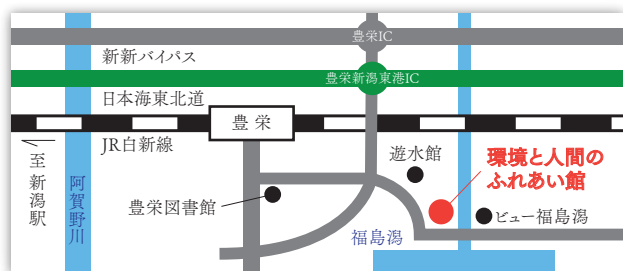 豊栄IC
新新バイパス
豊栄新潟東港IC
日本海東北道
豊栄
JR白新線
至 新潟駅
阿賀野川
遊水館
環境と人間の
ふれあい館
豊栄図書館
ビュー福島潟
福島潟